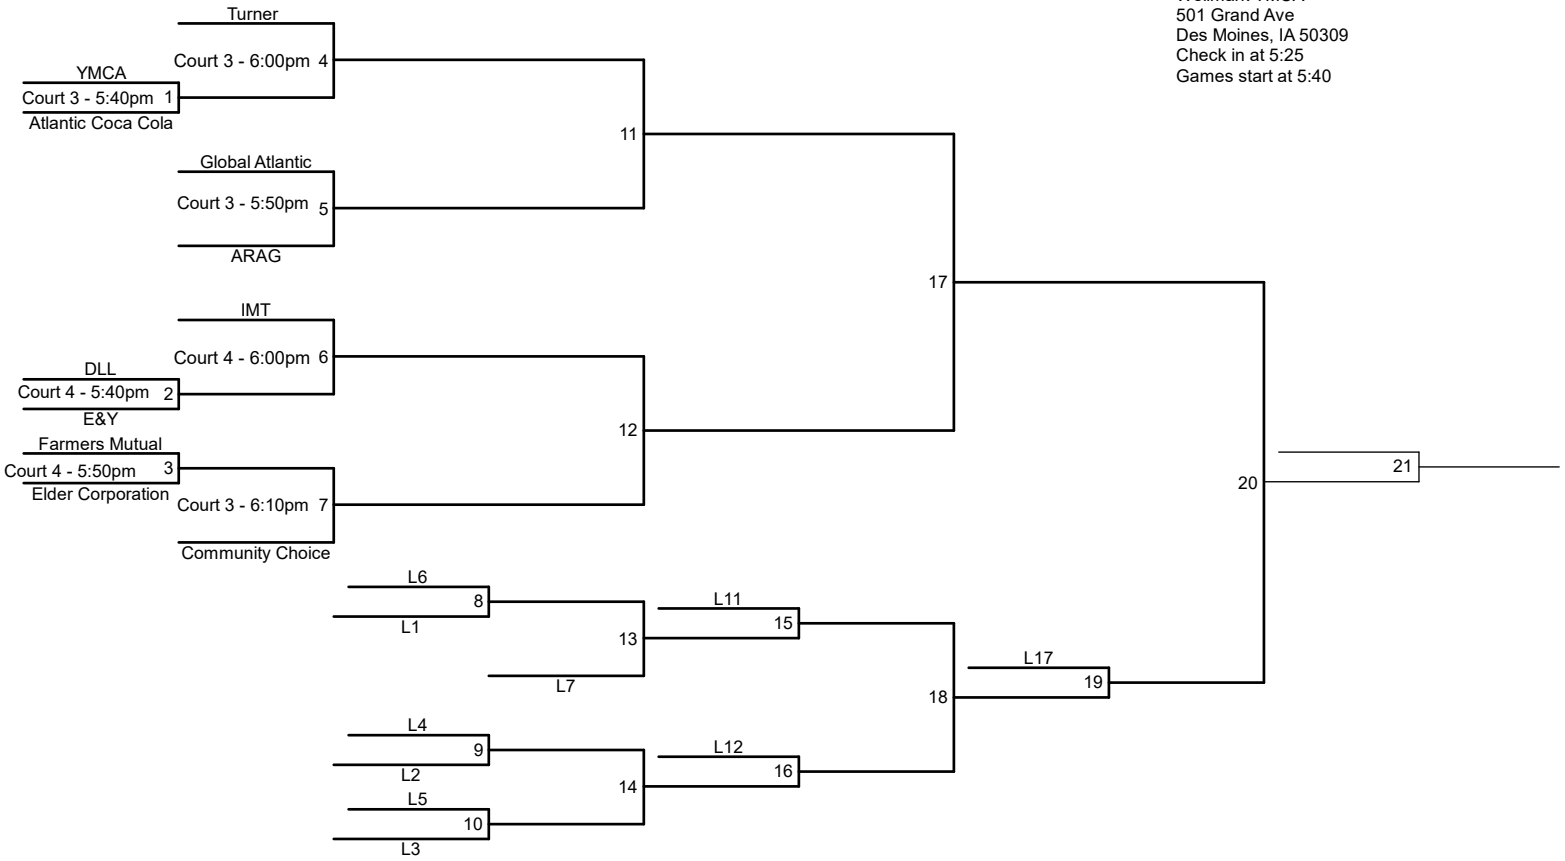 Turner
501 Grand Ave
Des Moines, IA 50309
Check in at 5:25
Games start at 5:40
Court 3 - 6:00pm 4
YMCA
Court 3 - 5:40pm 1
Atlantic Coca Cola
11
Global Atlantic
Court 3 - 5:50pm 5
ARAG
17
IMT
Court 4 - 6:00pm 6
DLL
Court 4 - 5:40pm 2
E&Y
12
Farmers Mutual
Court 4 - 5:50pm 3
Elder Corporation
Court 3 - 6:10pm 7
Community Choice
21
20
L6
8
L1
L11
15
13
L7
L17
19
18
L4
9
L2
L12
16
14
L5
10
L3